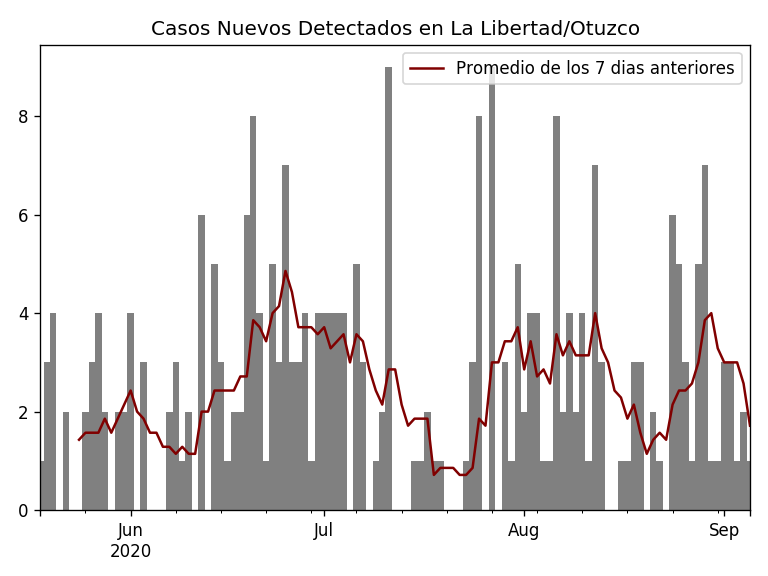 Casos Nuevos Detectados en La Libertad/Otuzco
Promedio de los 7 dias anteriores
8
6
4
2
0
Jun
2020
Jul
Aug
Sep